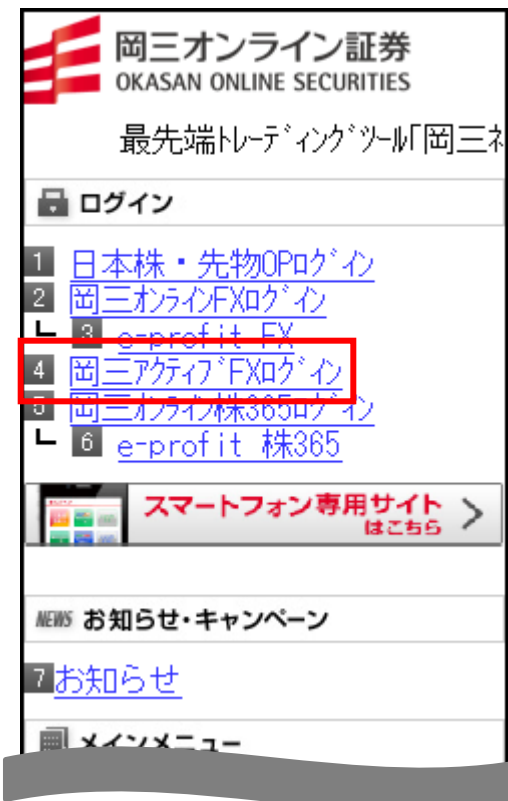 岡三オンライン証券
OKASAN ONLINE SECURITIES
最先端ﾄﾚｰﾃﾞｨﾝｸﾞﾂｰﾙ｢岡三ネ
ログイン
1 日本株・先物OPﾛｸﾞｲﾝ
2 岡三ｵﾝﾗｲﾝFXﾛｸﾞｲﾝ
3 e-profit FX
4 岡三ｱｸﾃｨﾌﾞFXﾛｸﾞｲﾝ
5 岡三ｵﾝﾗｲﾝ株365ﾛｸﾞｲﾝ
6 e-profit 株365
スマートフォン専用サイト
はこちら
NEWS お知らせ・キャンペーン
7 お知らせ
メインメニュー